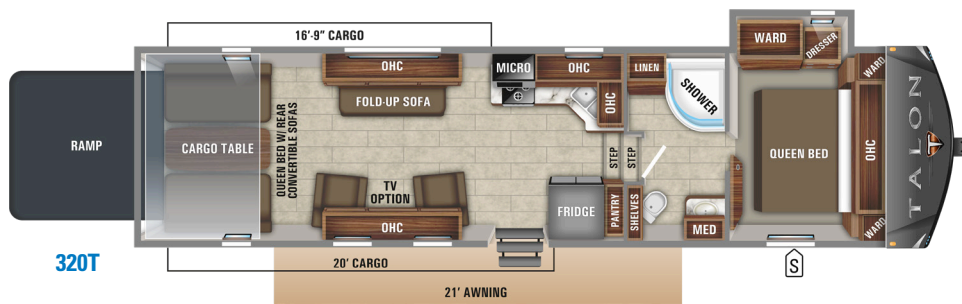 16'-9" CARGO
WARD
DRESSER
WARD
MICRO
OHC
OHC
LINEN
SHOWER
OHC
FOLD-UP SOFA
RAMP
CARGO TABLE
QUEEN BED W/ REAR
CONVERTIBLE SOFAS
STEP
STEP
QUEEN BED
OHC
TALON
TV
OPTION
OHC
FRIDGE
PANTRY
SHELVES
MED
WARD
320T
20' CARGO
S
21' AWNING